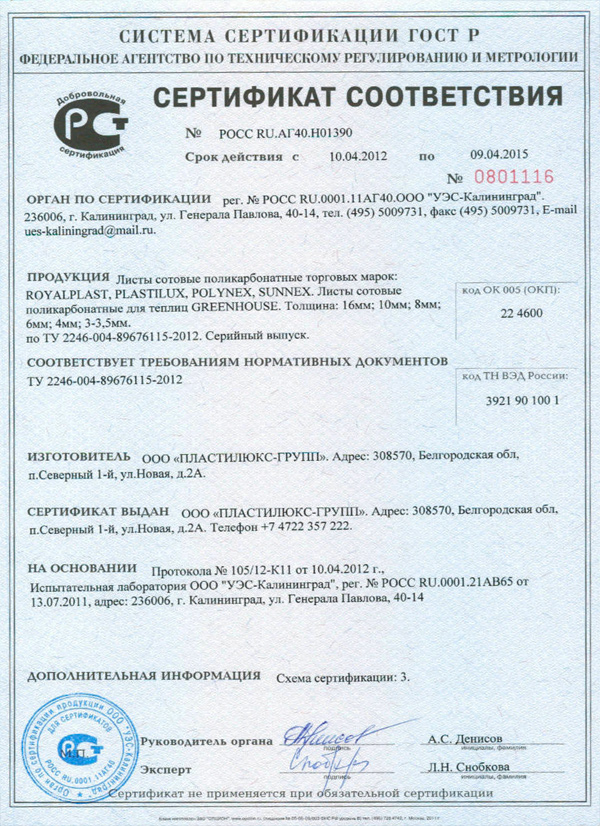 СИСТЕМА СЕРТИФИКАЦИИ ГОСТ Р
ФЕДЕРАЛЬНОЕ АГЕНТСТВО ПО ТЕХНИЧЕСКОМУ РЕГУЛИРОВАНИЮ И МЕТРОЛОГИИ
Добровольная
сертификация
СЕРТИФИКАТ СООТВЕТСТВИЯ
№ РОСС RU.АГ40.Н01390
Срок действия с 10.04.2012 по 09.04.2015
№ 0801116
ОРГАН ПО СЕРТИФИКАЦИИ рег. № РОСС RU.0001.11АГ40.ООО "УЭС-Калининград".
236006, г. Калининград, ул. Генерала Павлова, 40-14, тел. (495) 5009731, факс (495) 5009731, E-mail
ues-kaliningrad@mail.ru.
ПРОДУКЦИЯ Листы сотовые поликарбонатные торговых марок:
ROYALPLAST, PLASTILUX, POLYNEX, SUNNEX. Листы сотовые
поликарбонатные для теплиц GREENHOUSE. Толщина: 16мм; 10мм; 8мм;
6мм; 4мм; 3-3,5мм.
по ТУ 2246-004-89676115-2012. Серийный выпуск.
код ОК 005 (ОКП):
22 4600
СООТВЕТСТВУЕТ ТРЕБОВАНИЯМ НОРМАТИВНЫХ ДОКУМЕНТОВ
ТУ 2246-004-89676115-2012
код ТН ВЭД России:
3921 90 100 1
ИЗГОТОВИТЕЛЬ ООО «ПЛАСТИЛЮКС-ГРУПП». Адрес: 308570, Белгородская обл,
п.Северный 1-й, ул.Новая, д.2А.
СЕРТИФИКАТ ВЫДАН ООО «ПЛАСТИЛЮКС-ГРУПП». Адрес: 308570, Белгородская обл,
п.Северный 1-й, ул.Новая, д.2А. Телефон +7 4722 357 222.
НА ОСНОВАНИИ Протокола № 105/12-К11 от 10.04.2012 г.,
Испытательная лаборатория ООО "УЭС-Калининград", рег. № РОСС RU.0001.21АВ65 от
13.07.2011, адрес: 236006, г. Калининград, ул. Генерала Павлова, 40-14
ДОПОЛНИТЕЛЬНАЯ ИНФОРМАЦИЯ Схема сертификации: 3.
Орган по сертификации продукции ООО "УЭС-Калининград"
ДЛЯ СЕРТИФИКАТОВ
М.П.
РОСС RU.0001.11АГ40
Руководитель органа
подпись
А.С. Денисов
инициалы, фамилия
Эксперт
подпись
Л.Н. Снобкова
инициалы, фамилия
Сертификат не применяется при обязательной сертификации